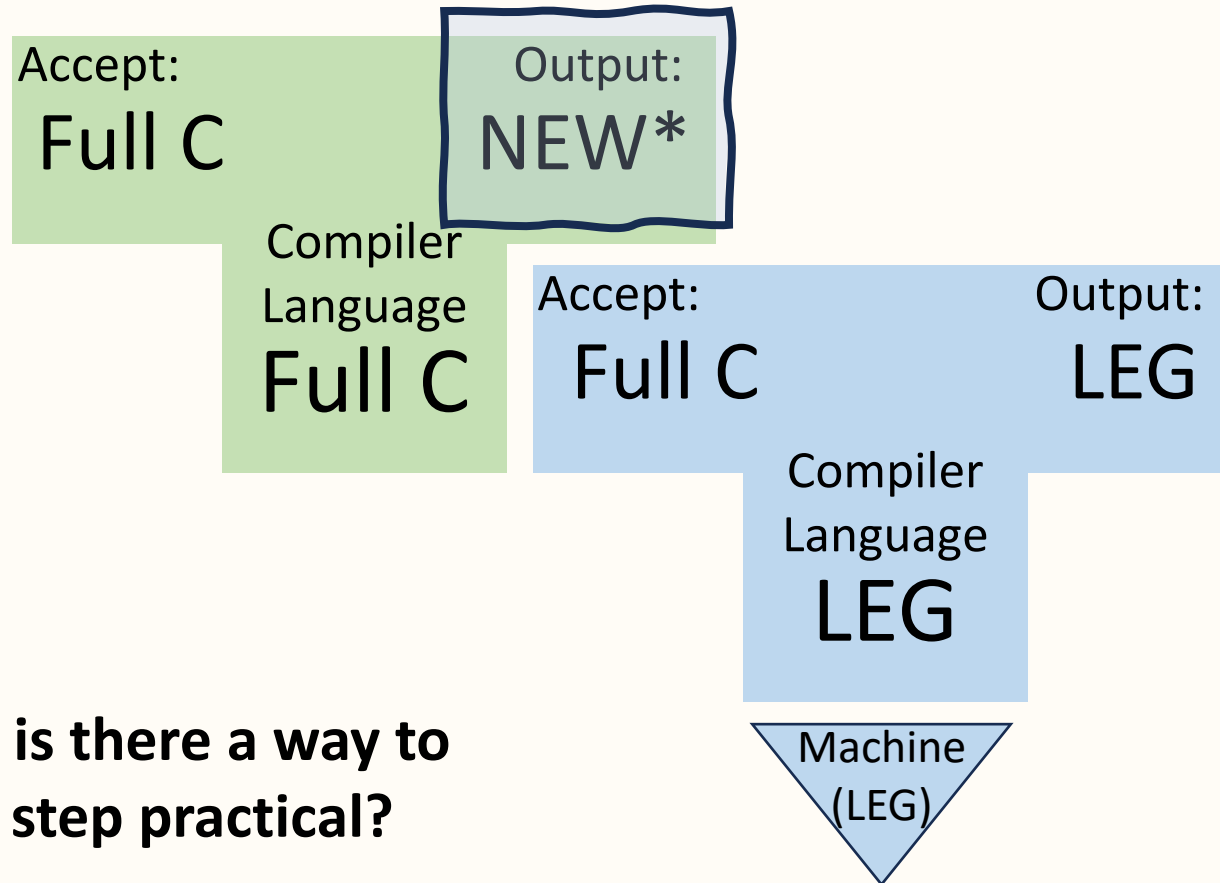 Accept:
Full C
Output:
NEW*
Compiler
Language
Full C
Accept:
Full C
Output:
LEG
Compiler
Language
LEG
Machine
(LEG)
is there a way to
step practical?